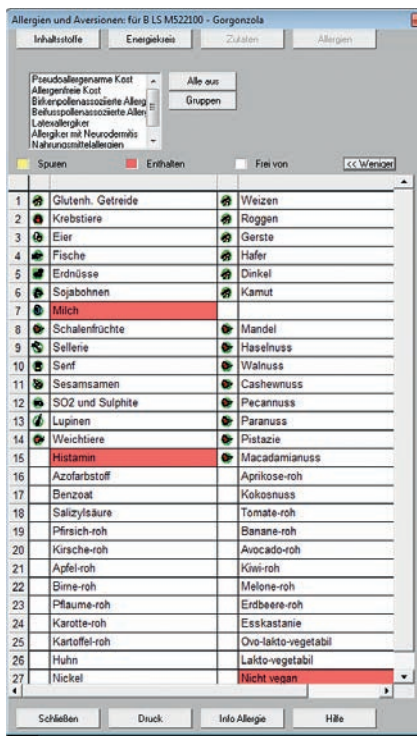 Allergien und Aversionen: für B LS M522100 - Gorgonzola
Inhaltsstoffe Energiekreis Zutaten Allergien
Pseudoallergenarme Kost
Allergenfreie Kost
Birkenpollenassoziierte Allerg
Beifusspollenassoziierte Allerg
Latexallergiker
Allergiker mit Neurodermitis
Nahrungsmittelallergien
Alle aus
Gruppen
Spuren Enthalten Frei von << Weniger
1 Glutenh. Getreide Weizen
2 Krebstiere Roggen
3 Eier Gerste
4 Fische Hafer
5 Erdnüsse Dinkel
6 Sojabohnen Kamut
7 Milch
8 Schalenfrüchte Mandel
9 Sellerie Haselnuss
10 Senf Walnuss
11 Sesamsamen Cashewnuss
12 SO2 und Sulphite Pecannuss
13 Lupinen Paranuss
14 Weichtiere Pistazie
15 Histamin Macadamianuss
16 Azofarbstoff Aprikose-roh
17 Benzoat Kokosnuss
18 Salizylsäure Tomate-roh
19 Pfirsich-roh Banane-roh
20 Kirsche-roh Avocado-roh
21 Apfel-roh Kiwi-roh
22 Birne-roh Melone-roh
23 Pflaume-roh Erdbeere-roh
24 Karotte-roh Esskastanie
25 Kartoffel-roh Ovo-lakto-vegetabil
26 Huhn Lakto-vegetabil
27 Nickel Nicht vegan
Schließen Druck Info Allergie Hilfe